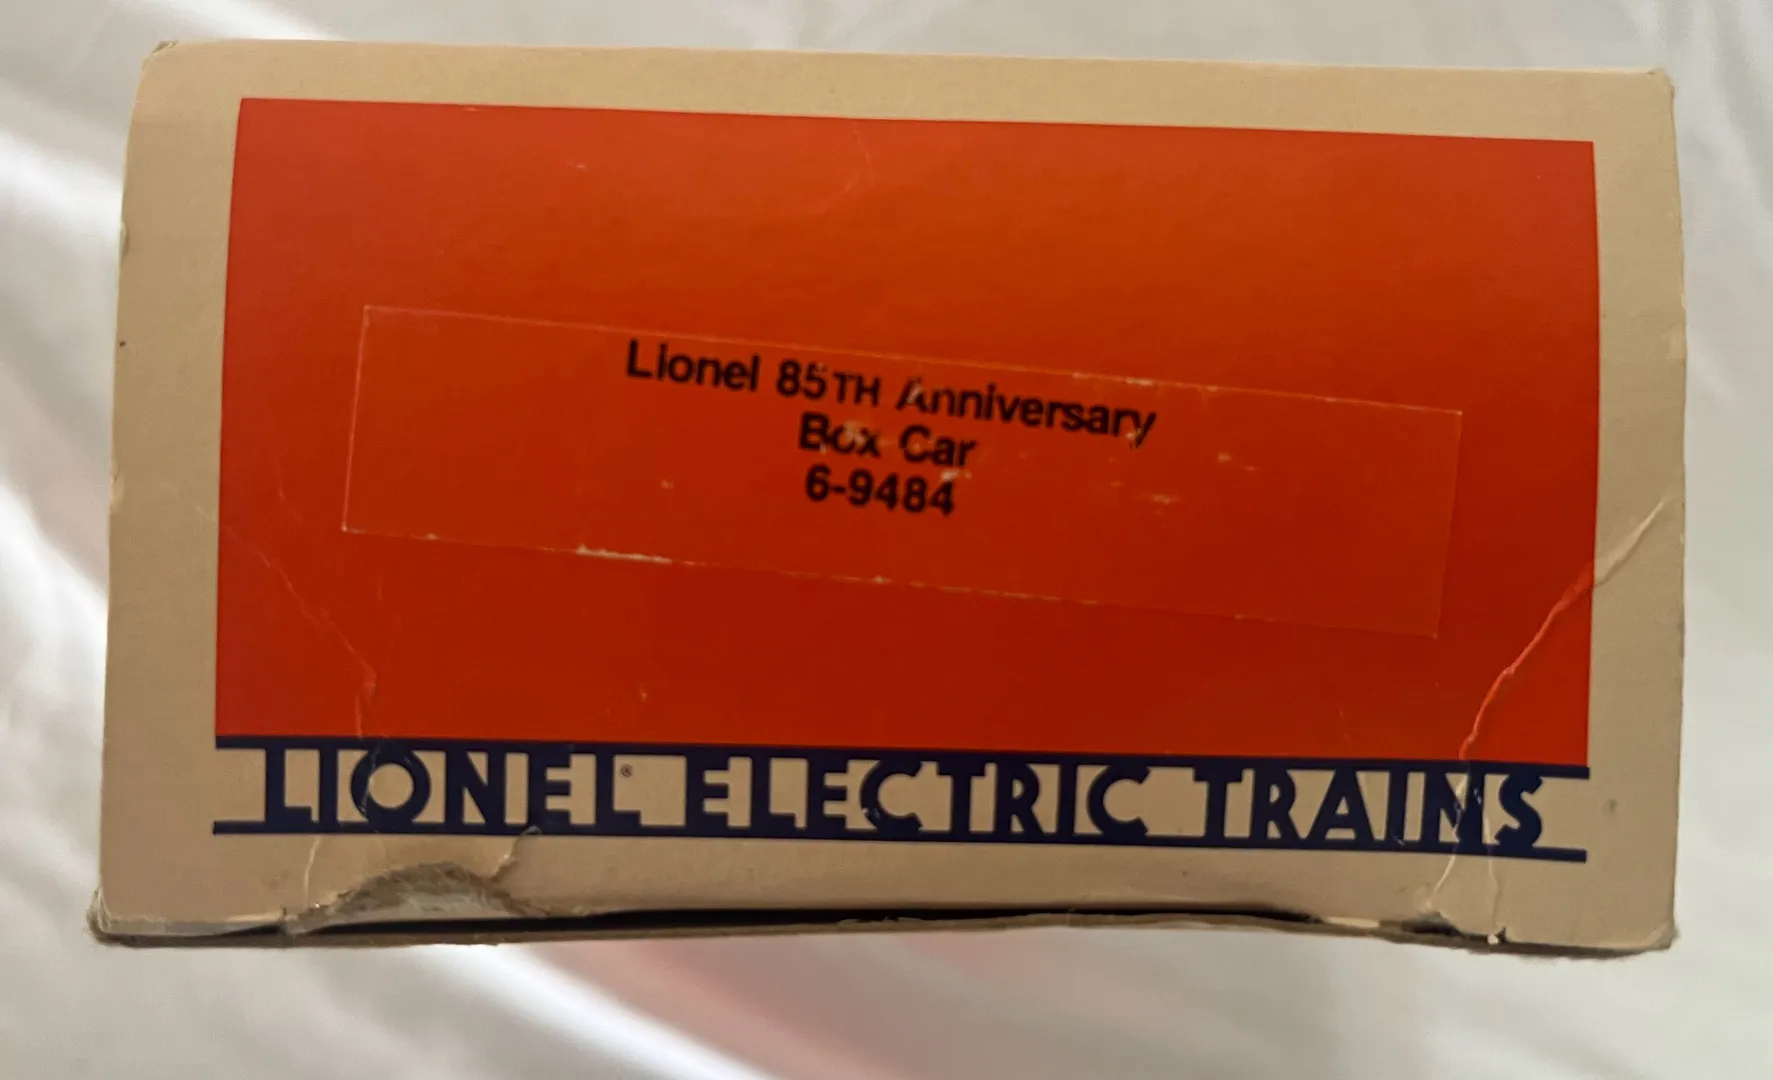 Lionel 85TH Anniversary
Box Car
6-9484
LIONEL® ELECTRIC TRAINS